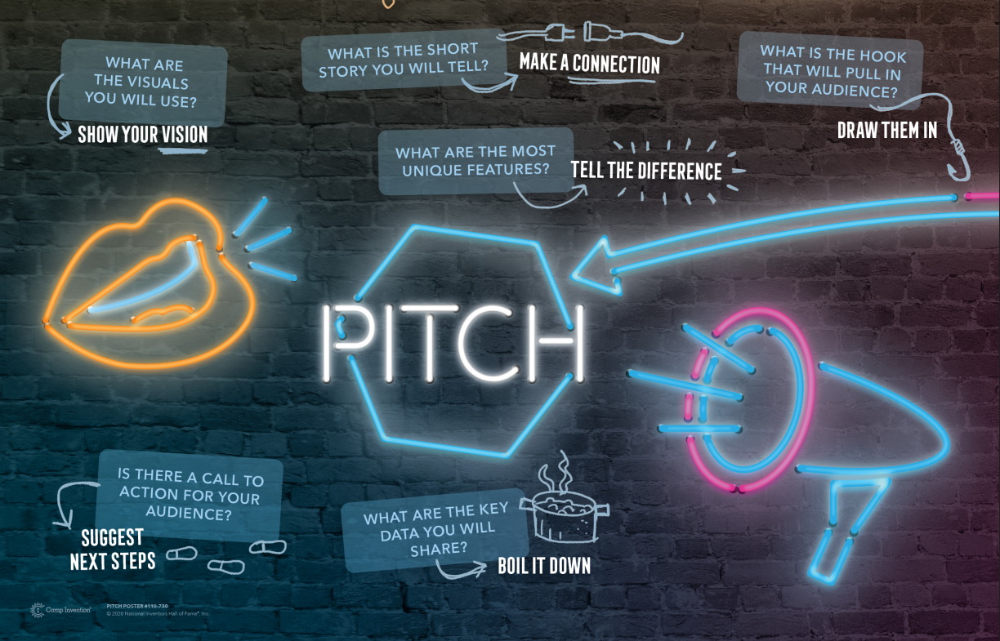 WHAT ARE
THE VISUALS
YOU WILL USE?
SHOW YOUR VISION
WHAT IS THE SHORT
STORY YOU WILL TELL?
MAKE A CONNECTION
WHAT IS THE HOOK
THAT WILL PULL IN
YOUR AUDIENCE?
DRAW THEM IN
WHAT ARE THE MOST
UNIQUE FEATURES?
TELL THE DIFFERENCE
PITCH
IS THERE A CALL TO
ACTION FOR YOUR
AUDIENCE?
SUGGEST
NEXT STEPS
WHAT ARE THE KEY
DATA YOU WILL
SHARE?
BOIL IT DOWN
Camp Invention®
PITCH POSTER #110-730
© 2020 National Inventors Hall of Fame®, Inc.